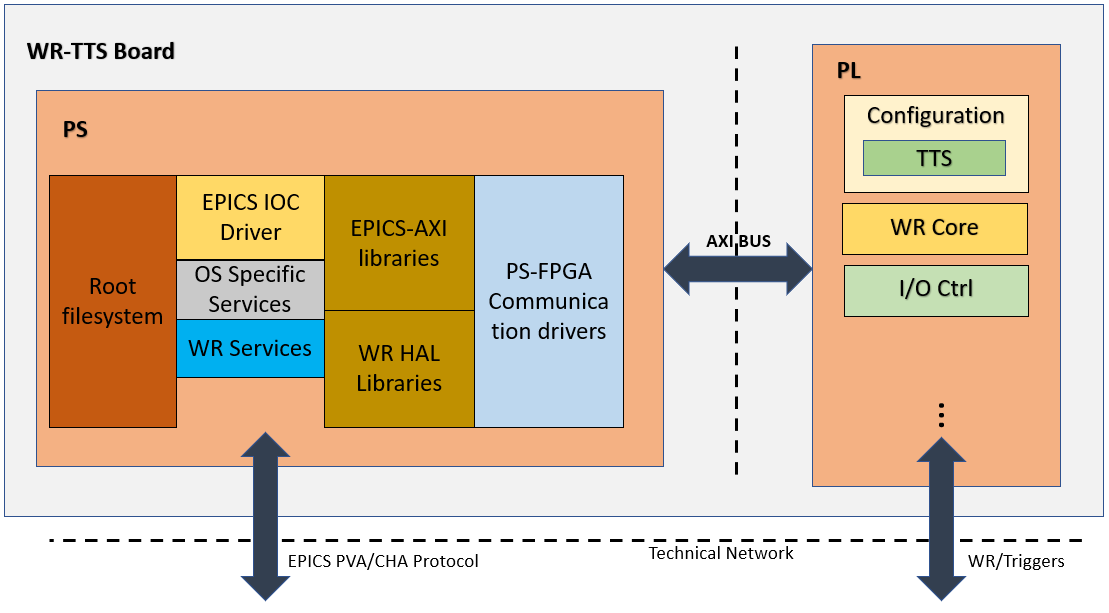 WR-TTS Board
PS
Root
filesystem
EPICS IOC
Driver
OS Specific
Services
WR Services
EPICS-AXI
libraries
WR HAL
Libraries
PS-FPGA
Communica
tion drivers
AXI BUS
PL
Configuration
TTS
WR Core
I/O Ctrl
⋮
EPICS PVA/CHA Protocol
Technical Network
WR/Triggers